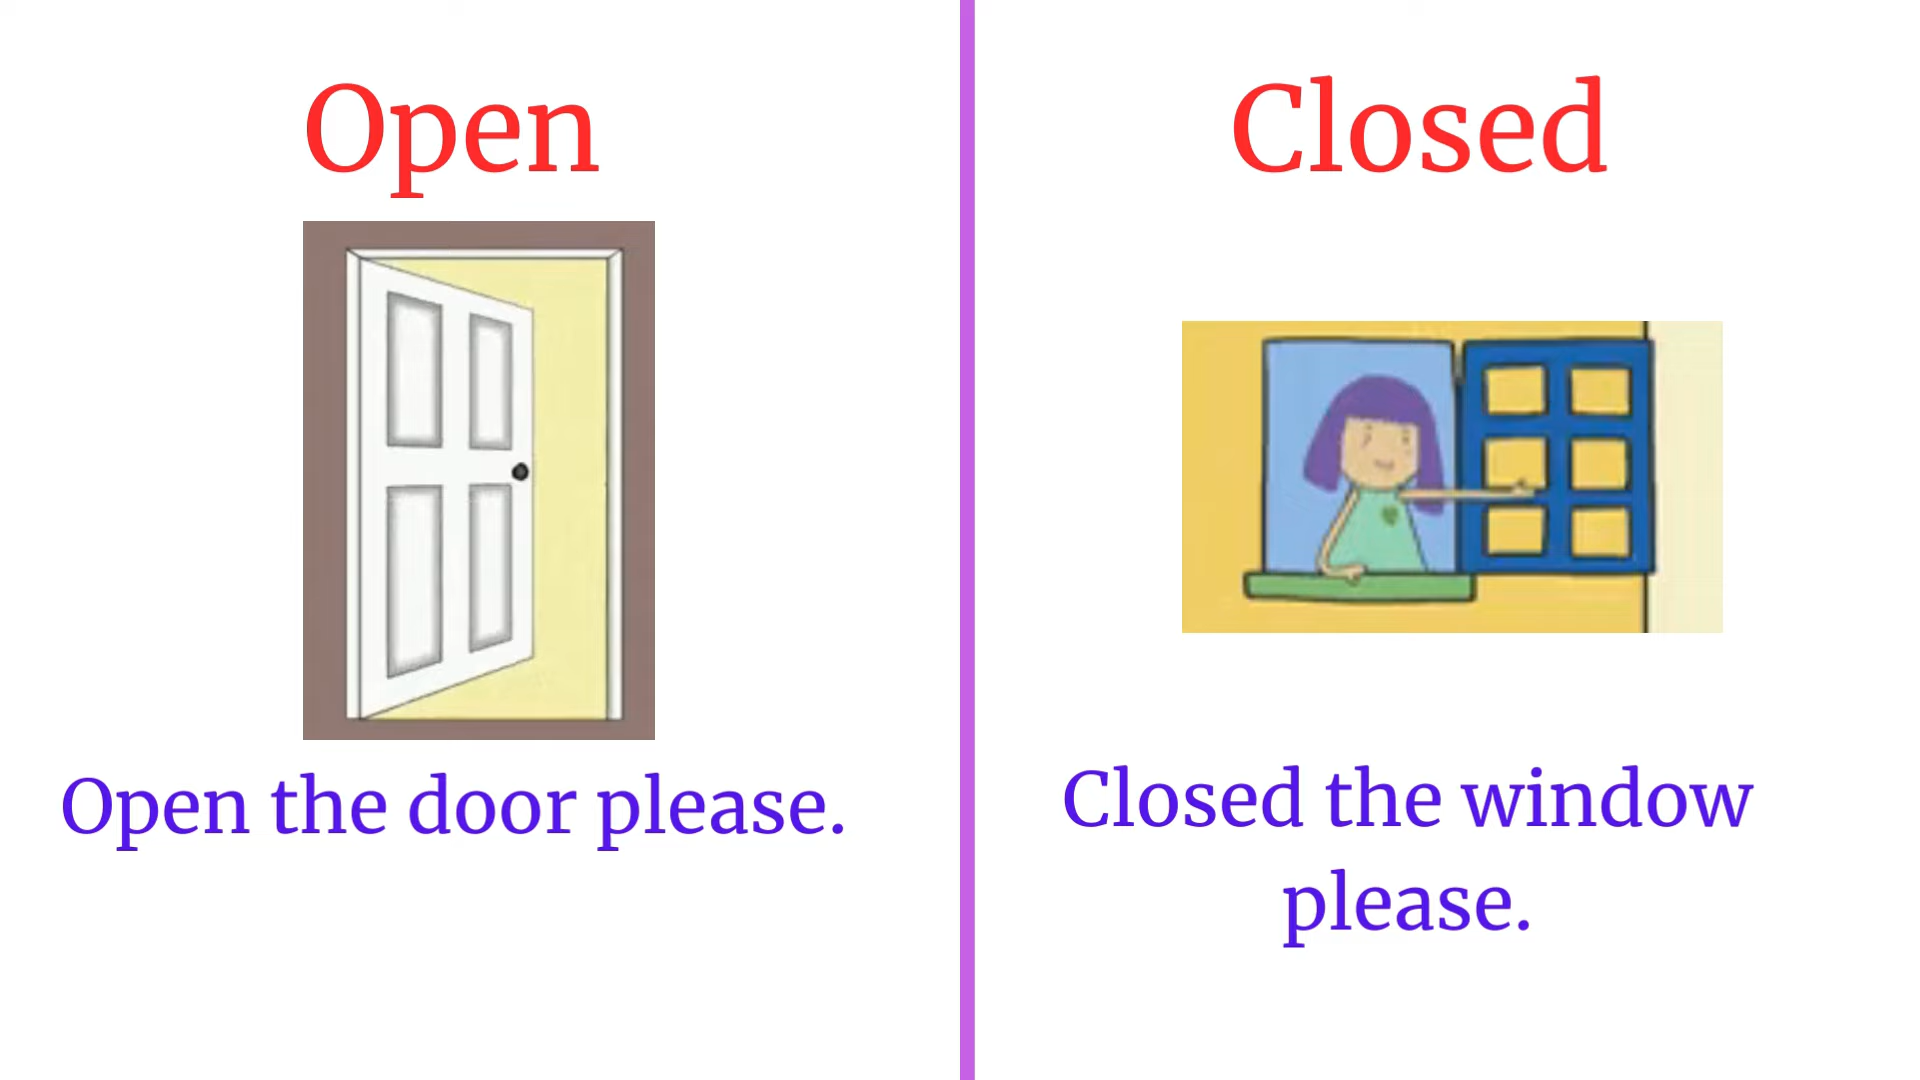 Open
Open the door please.
Closed
Closed the window
please.